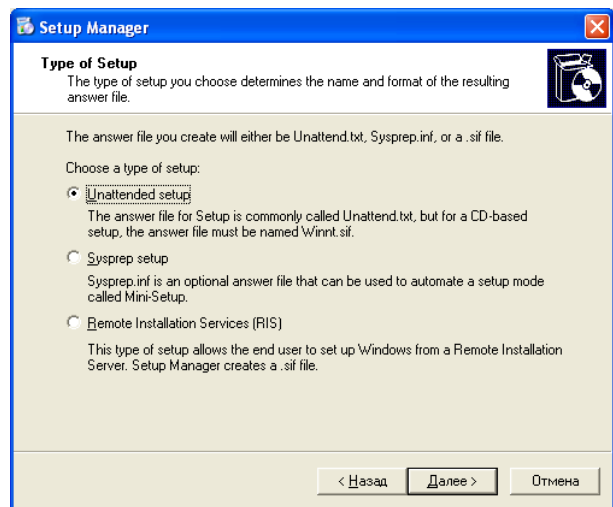 Setup Manager
Type of Setup
The type of setup you choose determines the name and format of the resulting
answer file.
The answer file you create will either be Unattend.txt, Sysprep.inf, or a .sif file.
Choose a type of setup:
Unattended setup
The answer file for Setup is commonly called Unattend.txt, but for a CD-based
setup, the answer file must be named Winnt.sif.
Sysprep setup
Sysprep.inf is an optional answer file that can be used to automate a setup mode
called Mini-Setup.
Remote Installation Services (RIS)
This type of setup allows the end user to set up Windows from a Remote Installation
Server. Setup Manager creates a .sif file.
< Назад Далее > Отмена